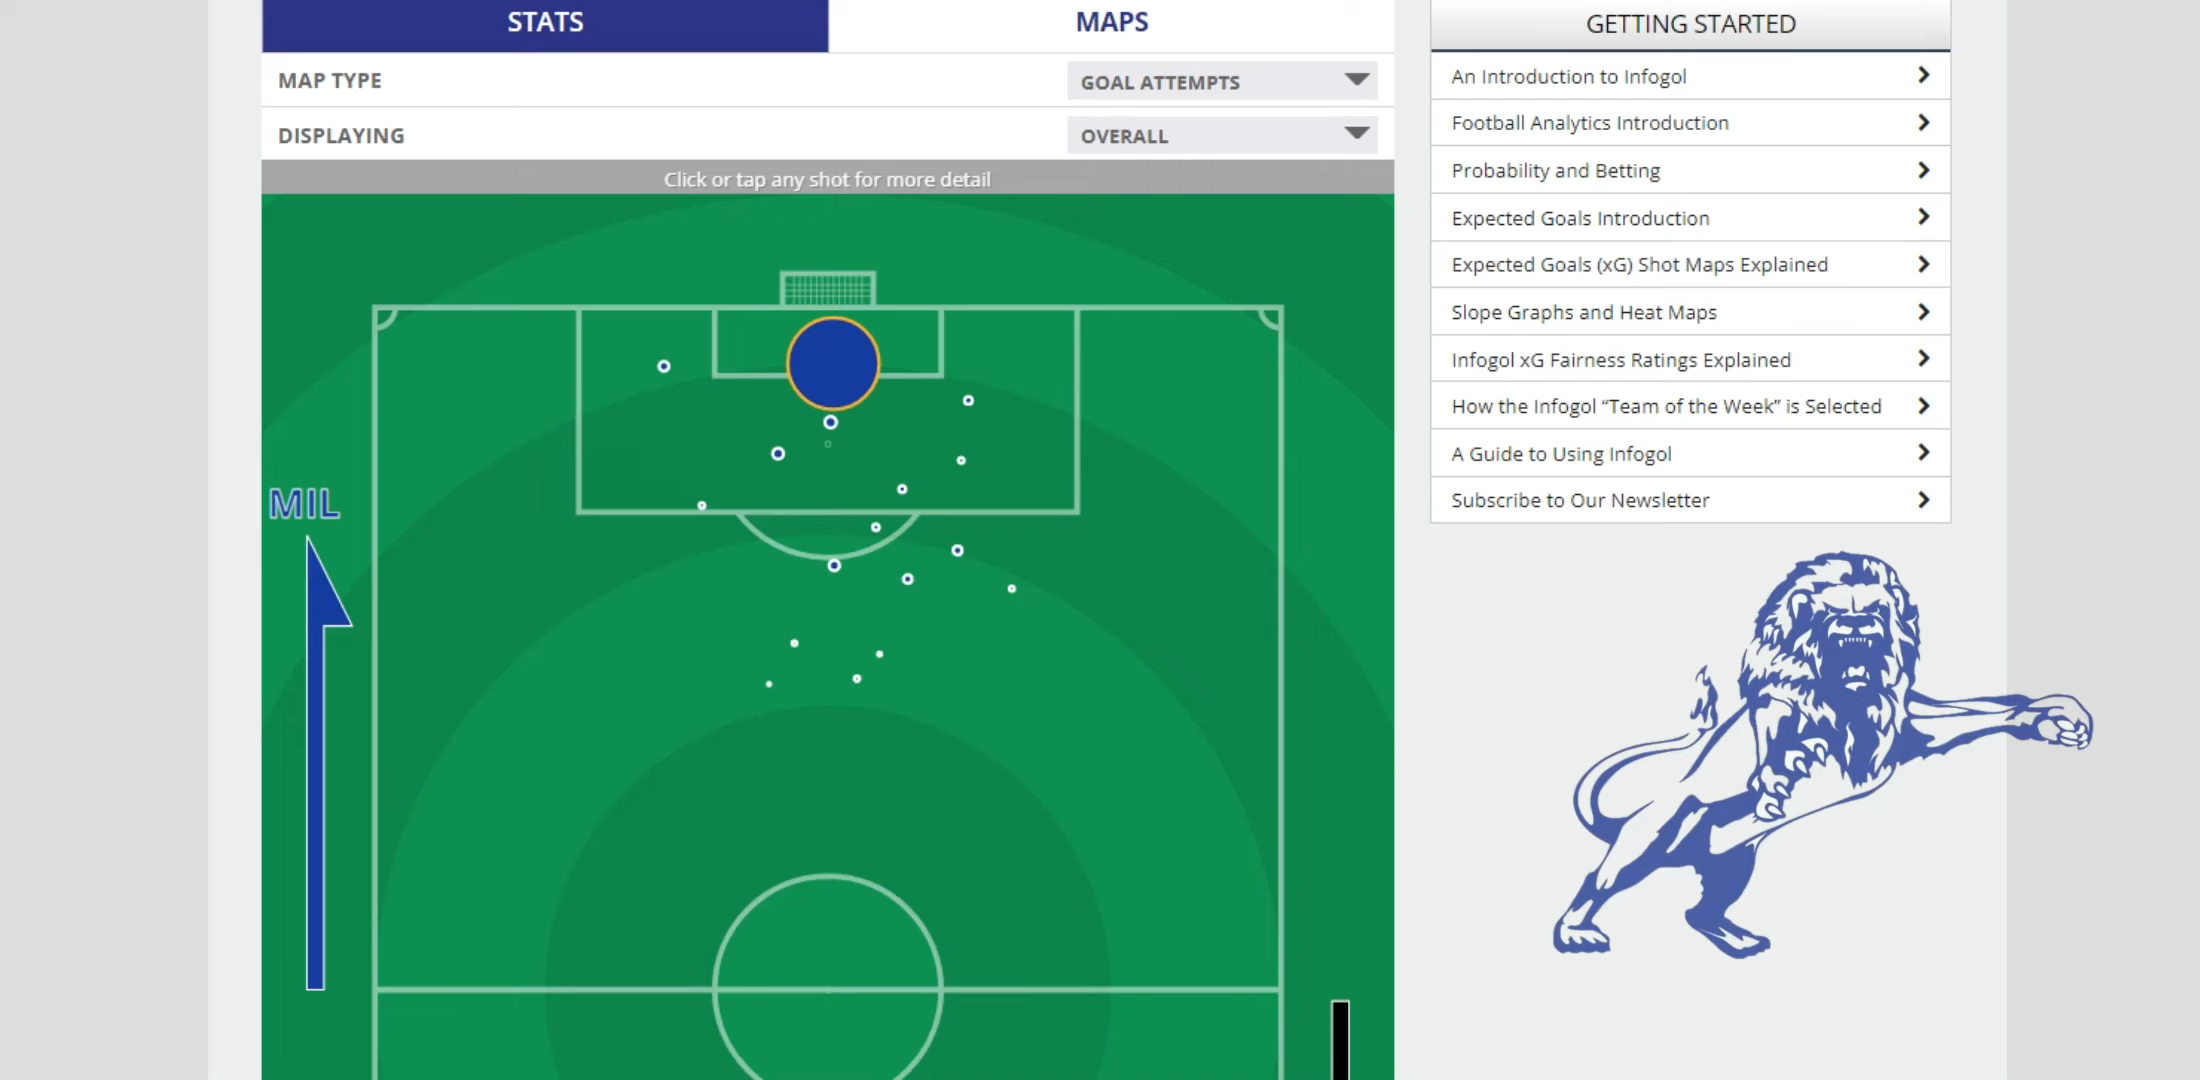 STATS
MAPS
MAP TYPE
GOAL ATTEMPTS
DISPLAYING
OVERALL
Click or tap any shot for more detail
MIL
GETTING STARTED
An Introduction to Infogol
Football Analytics Introduction
Probability and Betting
Expected Goals Introduction
Expected Goals (xG) Shot Maps Explained
Slope Graphs and Heat Maps
Infogol xG Fairness Ratings Explained
How the Infogol “Team of the Week” is Selected
A Guide to Using Infogol
Subscribe to Our Newsletter